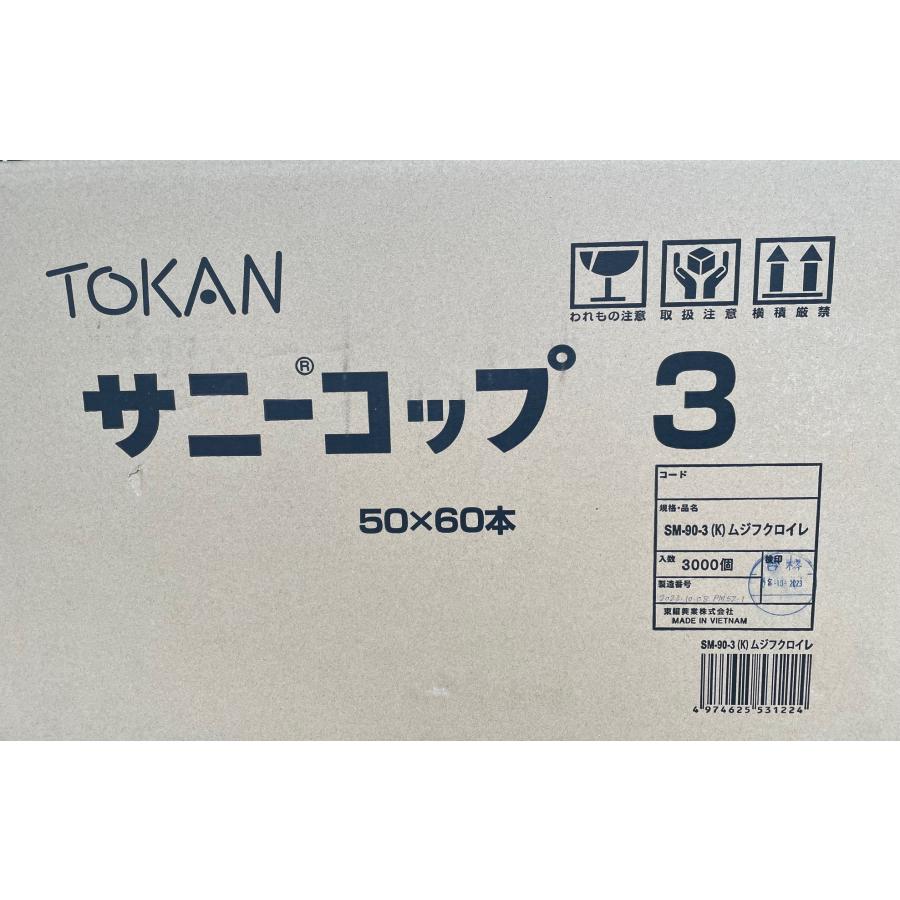 TOKAN
われもの注意 取扱注意 横積厳禁
サニーコップ® 3
50×60本
コード
規格・品名
SM-90-3 (K) ムジフクロイレ
入数 3000個 検印
製造番号
東罐興業株式会社
MADE IN VIETNAM
SM-90-3 (K) ムジフクロイレ
4 974625 531224